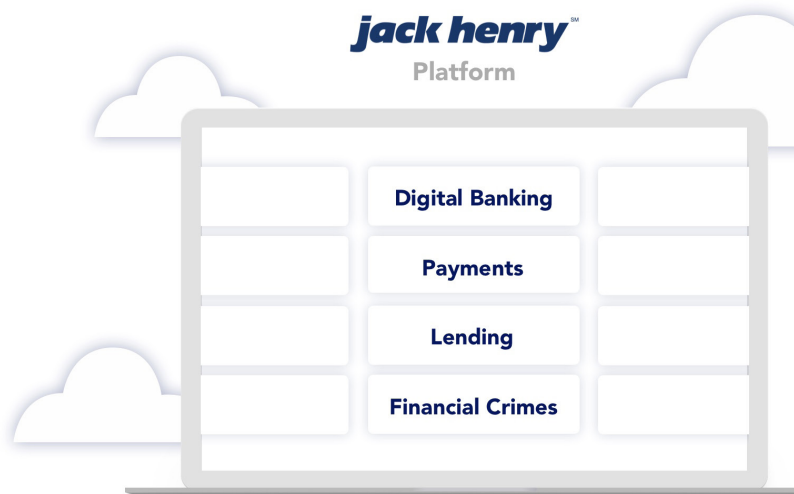 jack henry℠
Platform
Digital Banking
Payments
Lending
Financial Crimes